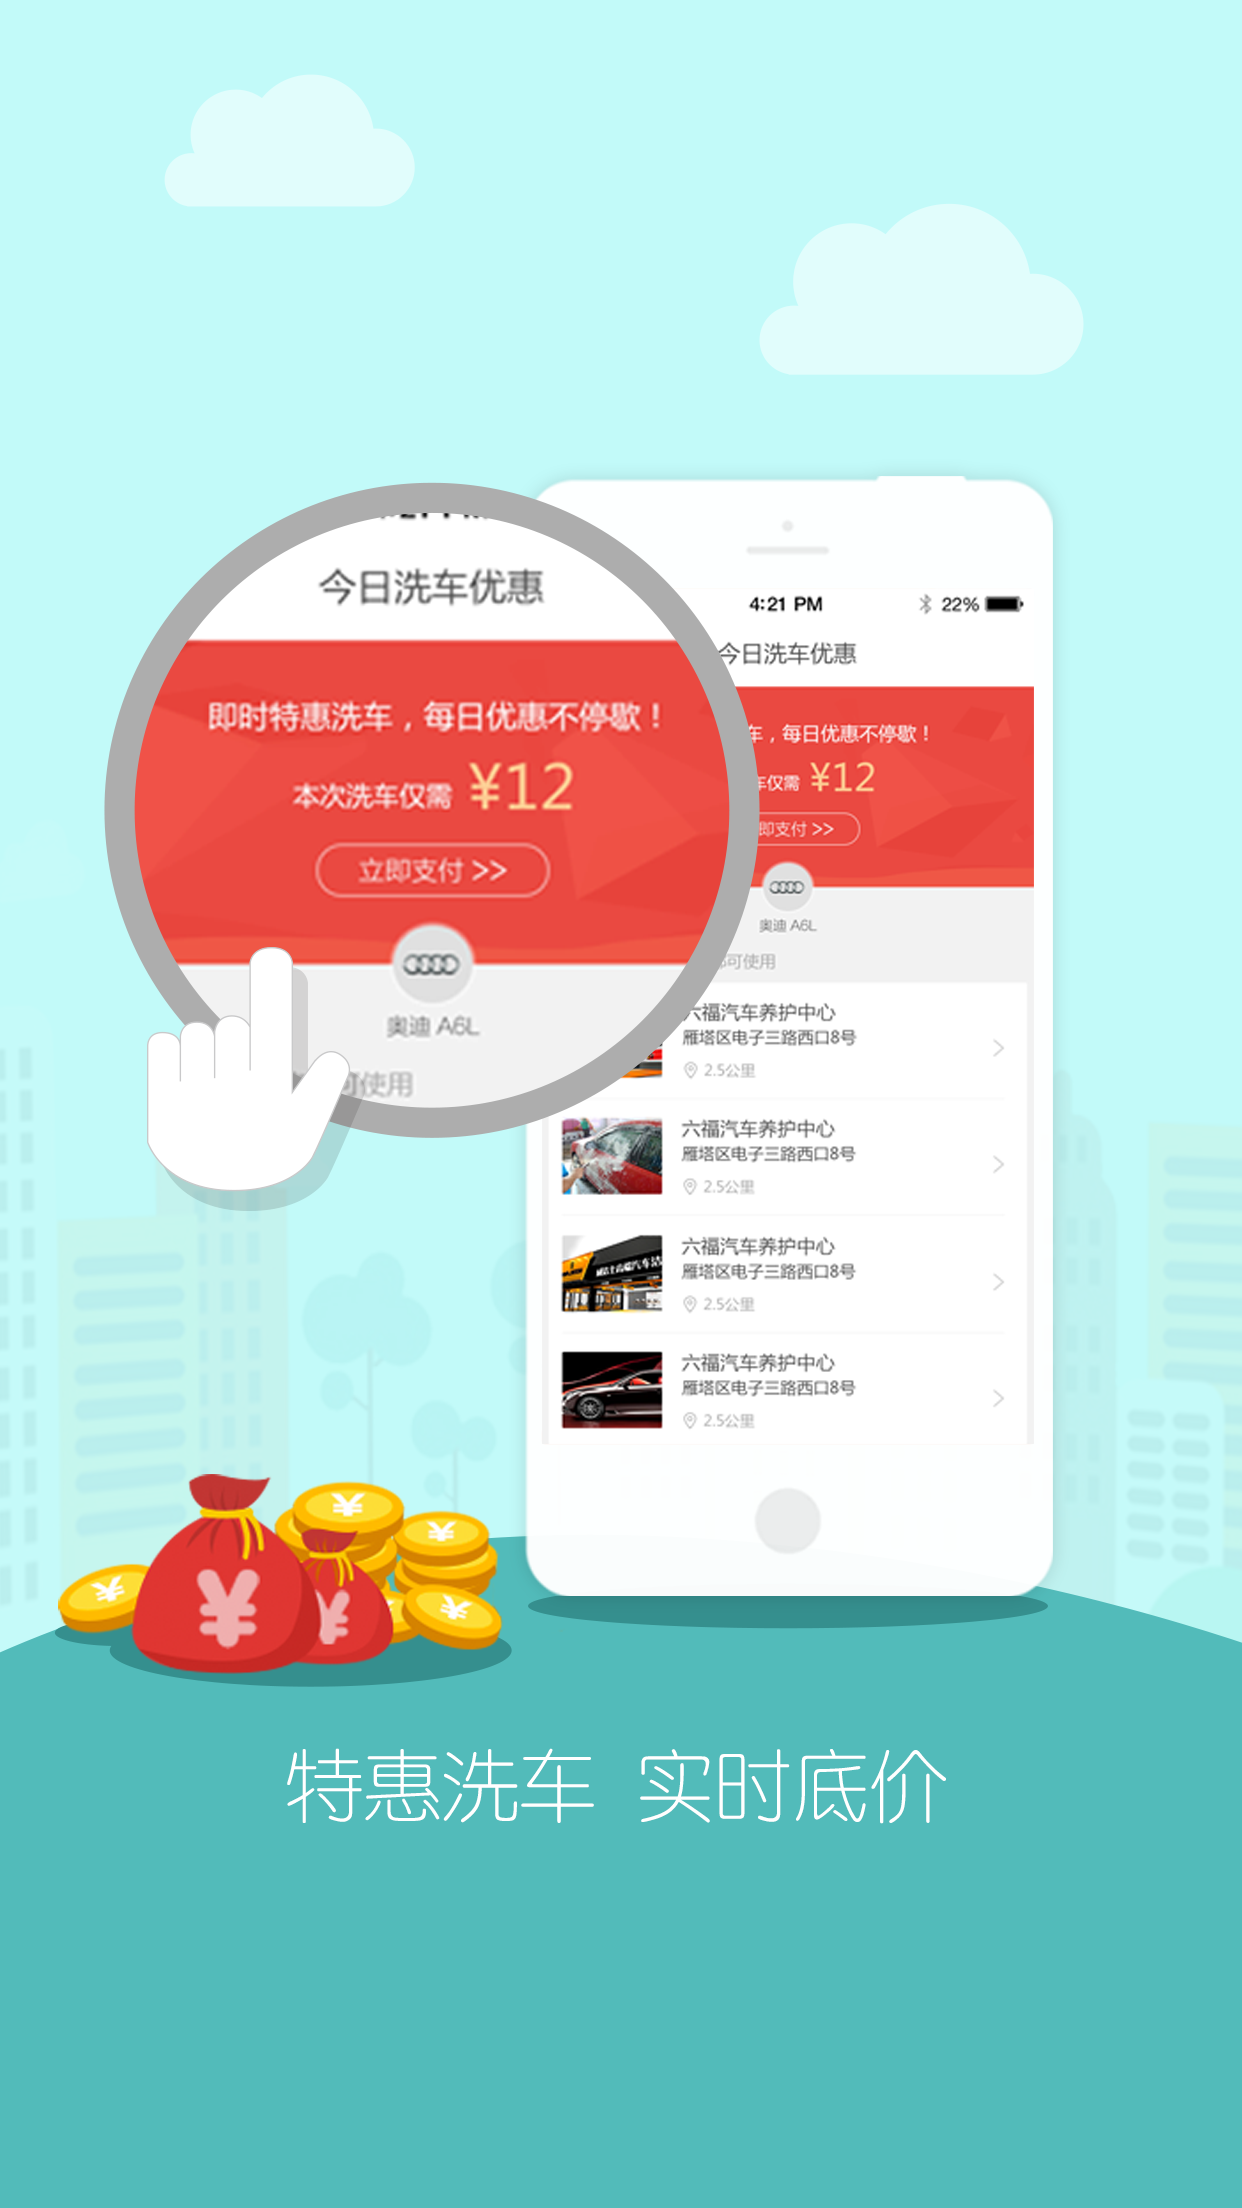 今日洗车优惠
即时特惠洗车，每日优惠不停歇！
本次洗车仅需 ¥12
立即支付 >>
奥迪 A6L
可使用
4:21 PM 22%
今日洗车优惠
车，每日优惠不停歇！
车仅需 ¥12
即支付 >>
奥迪 A6L
可使用
六福汽车养护中心
雁塔区电子三路西口8号
2.5公里
六福汽车养护中心
雁塔区电子三路西口8号
2.5公里
六福汽车养护中心
雁塔区电子三路西口8号
2.5公里
六福汽车养护中心
雁塔区电子三路西口8号
2.5公里
¥
¥
¥
¥
¥
¥
特惠洗车 实时底价